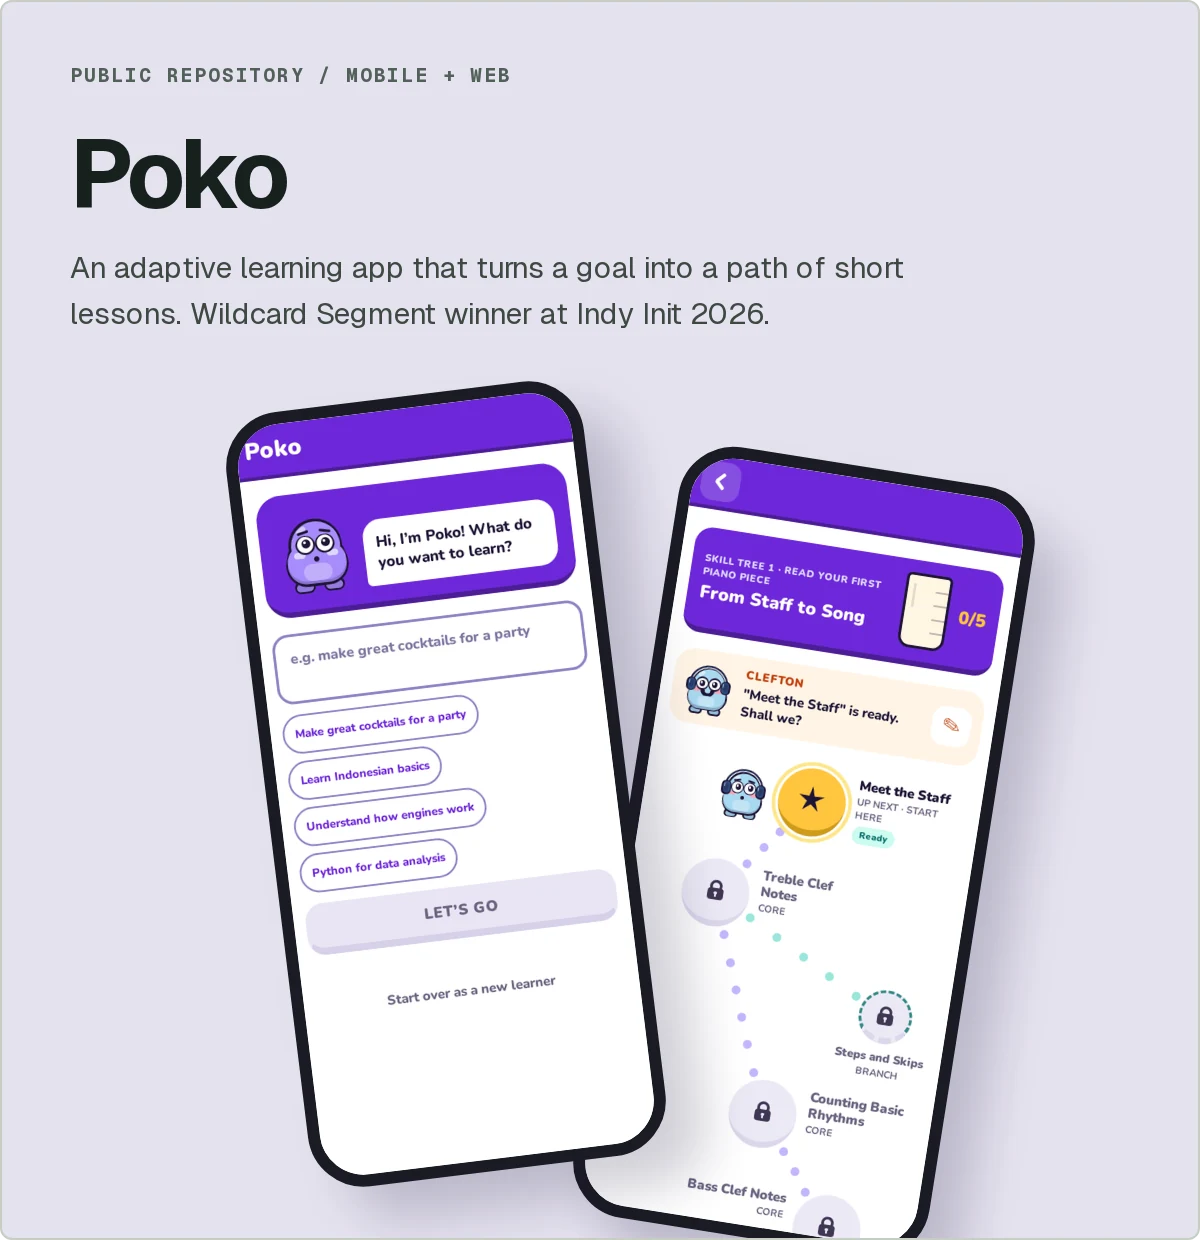 PUBLIC REPOSITORY / MOBILE + WEB
Poko
An adaptive learning app that turns a goal into a path of short
lessons. Wildcard Segment winner at Indy Init 2026.
Poko
Hi, I'm Poko! What do
you want to learn?
e.g. make great cocktails for a party
Make great cocktails for a party
Learn Indonesian basics
Understand how engines work
Python for data analysis
LET'S GO
Start over as a new learner
SKILL TREE 1 · READ YOUR FIRST
PIANO PIECE
From Staff to Song
0/5
CLEFTON
"Meet the Staff" is ready.
Shall we?
Meet the Staff
UP NEXT · START
HERE
Ready
Treble Clef
Notes
CORE
Steps and Skips
BRANCH
Counting Basic
Rhythms
CORE
Bass Clef Notes
CORE